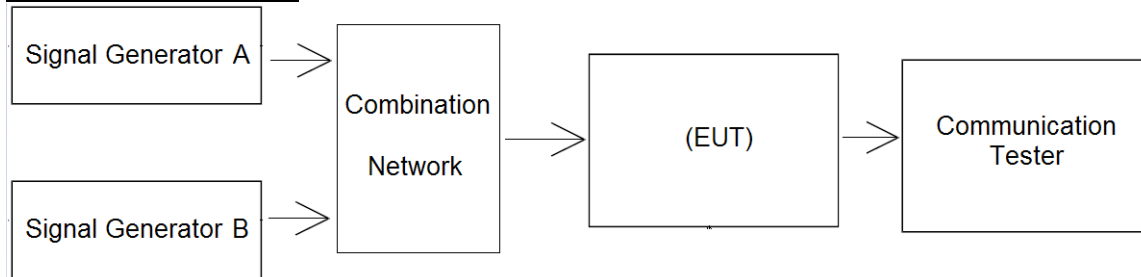 Signal Generator A
Combination
Network
(EUT)
Communication
Tester
Signal Generator B